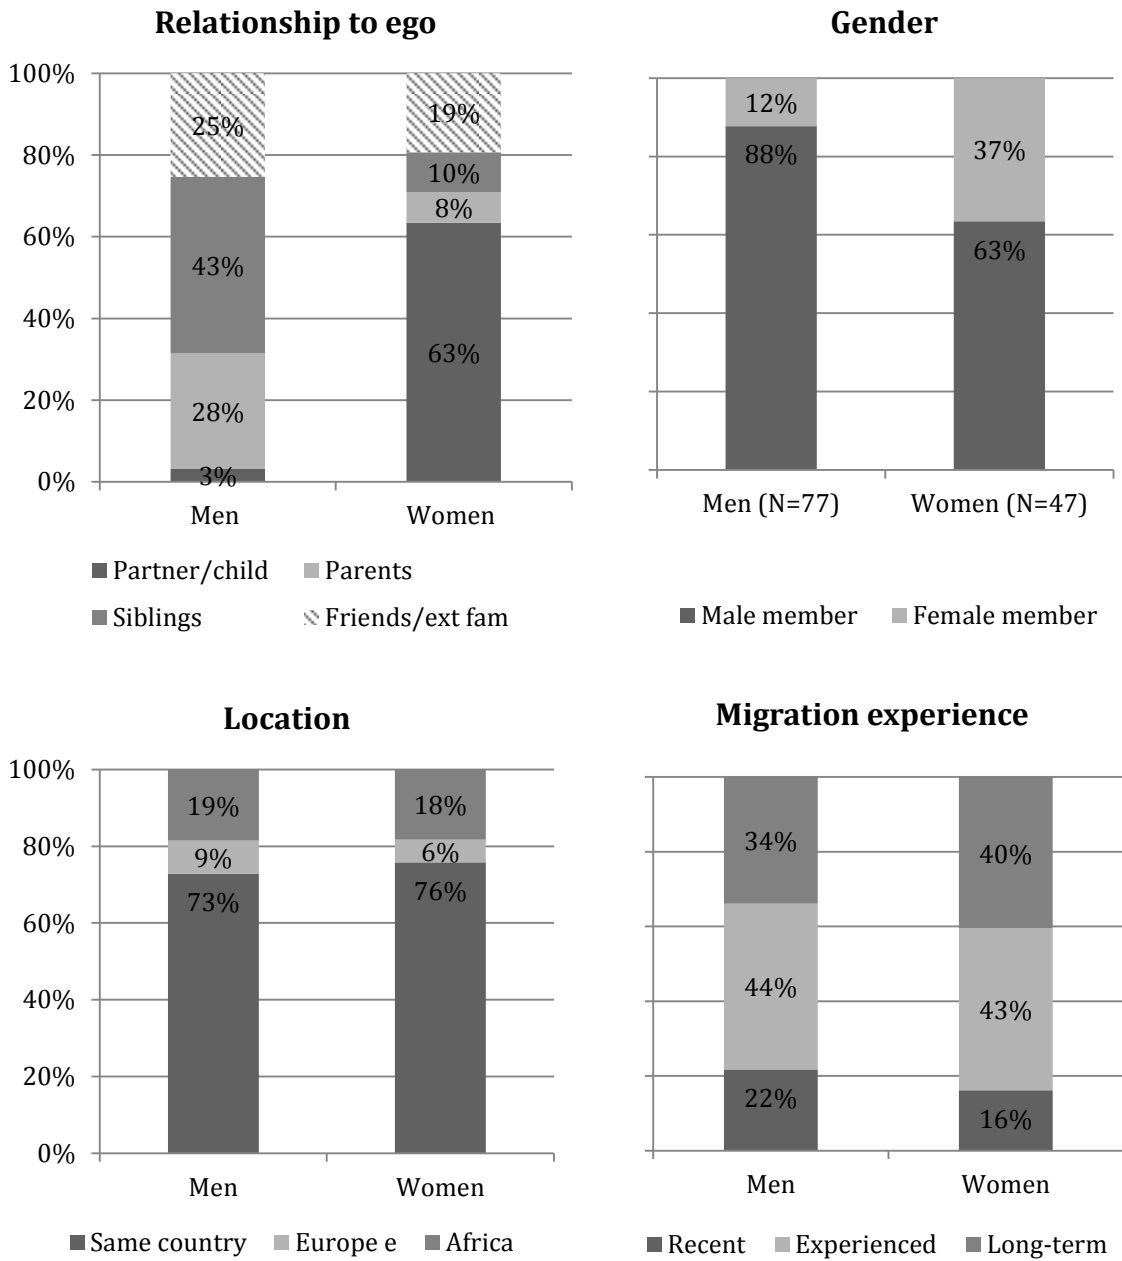 Relationship to ego
100%
80%
60%
40%
20%
0%
25%
43%
28%
3%
19%
10%
8%
63%
Men
Women
Partner/child
Parents
Siblings
Friends/ext fam
Gender
12%
88%
37%
63%
Men (N=77)
Women (N=47)
Male member
Female member
Location
100%
80%
60%
40%
20%
0%
19%
9%
73%
18%
6%
76%
Men
Women
Same country
Europe e
Africa
Migration experience
34%
44%
22%
40%
43%
16%
Men
Women
Recent
Experienced
Long-term